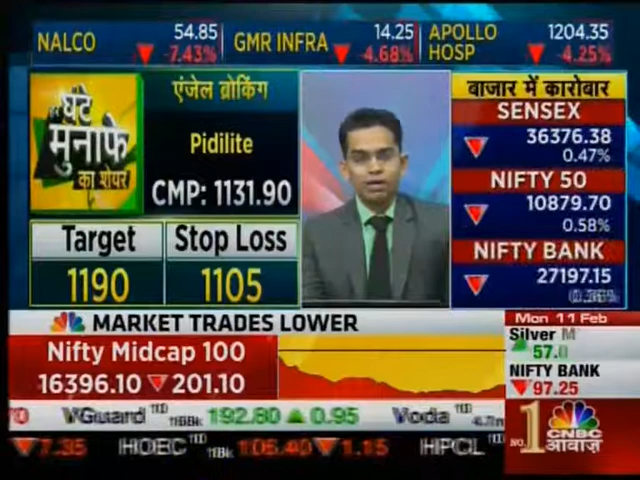 NALCO 54.85 -7.43%
GMR INFRA 14.25 -4.68%
APOLLO HOSP 1204.35 -4.25%
घंटे
मुनाफे
का शेयर
एंजेल ब्रोकिंग
Pidilite
CMP: 1131.90
Target Stop Loss
1190 1105
बाजार में कारोबार
SENSEX
36376.38
0.47%
NIFTY 50
10879.70
0.58%
NIFTY BANK
27197.15
MARKET TRADES LOWER
Nifty Midcap 100
16396.10 201.10
Mon 11 Feb
Silver M
57.0
NIFTY BANK
97.25
VGuard 192.80 0.95 Voda
7.35 HOEC 105.40 1.15 HPCL
NO. 1 CNBC
आवाज़